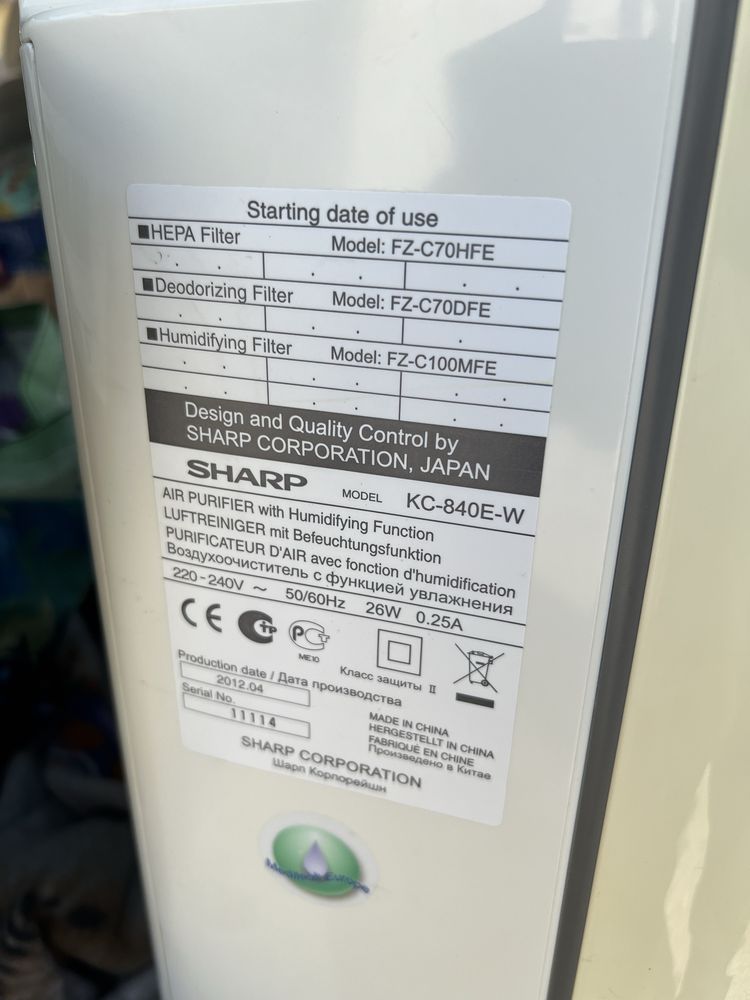 Starting date of use
■HEPA Filter Model: FZ-C70HFE
■Deodorizing Filter Model: FZ-C70DFE
■Humidifying Filter Model: FZ-C100MFE
Design and Quality Control by
SHARP CORPORATION, JAPAN
SHARP MODEL KC-840E-W
AIR PURIFIER with Humidifying Function
LUFTREINIGER mit Befeuchtungsfunktion
PURIFICATEUR D'AIR avec fonction d'humidification
Воздухоочиститель с функцией увлажнения
220-240V ~ 50/60Hz 26W 0.25A
CE
ME10
Класс защиты II
Production date / Дата производства
2012.04
Serial No.
11114
MADE IN CHINA
HERGESTELLT IN CHINA
FABRIQUÉ EN CHINE
Произведено в Китае
SHARP CORPORATION
Шарп Корпорейшн